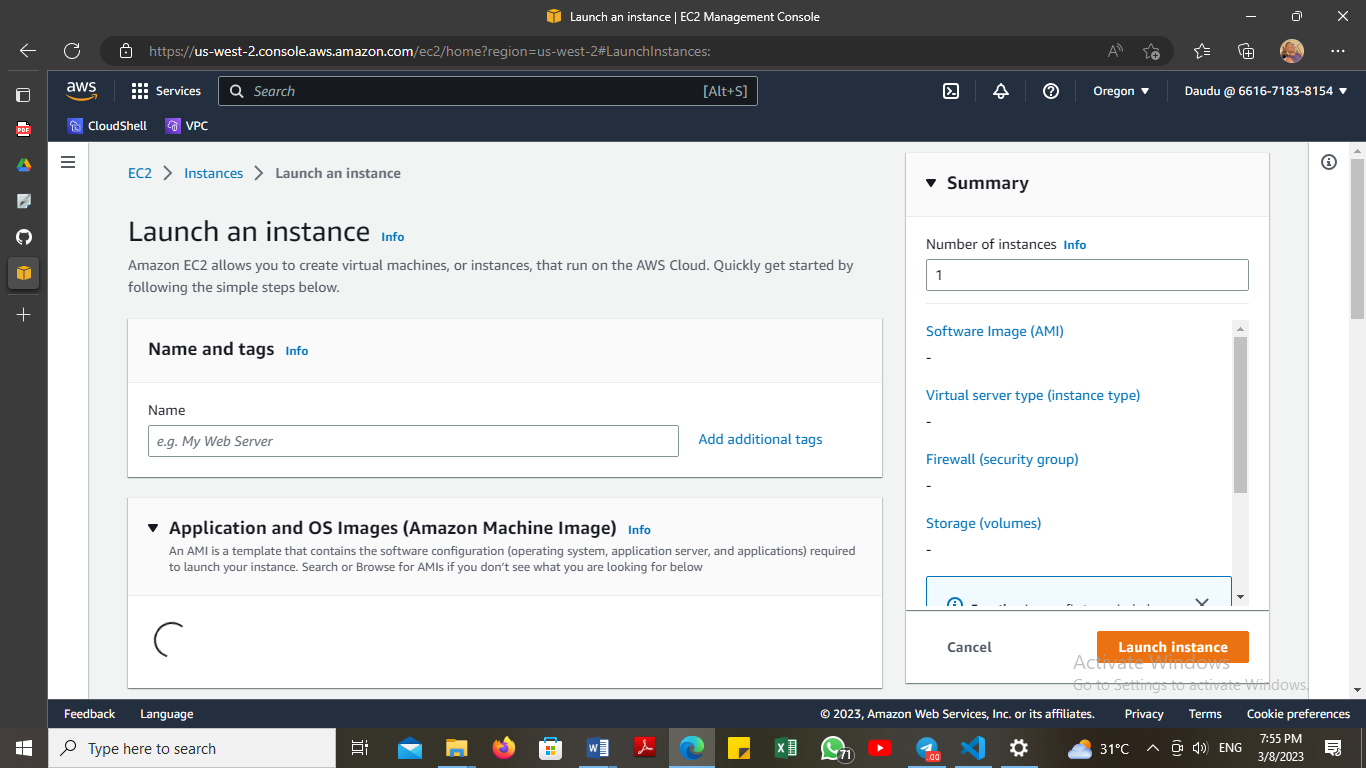 Launch an instance | EC2 Management Console
https://us-west-2.console.aws.amazon.com/ec2/home?region=us-west-2#LaunchInstances:
aws
Services
Search
[Alt+S]
Oregon
Daudu @ 6616-7183-8154
CloudShell
VPC
EC2
Instances
Launch an instance
Launch an instance Info
Amazon EC2 allows you to create virtual machines, or instances, that run on the AWS Cloud. Quickly get started by
following the simple steps below.
Name and tags Info
Name
e.g. My Web Server
Add additional tags
Application and OS Images (Amazon Machine Image) Info
An AMI is a template that contains the software configuration (operating system, application server, and applications) required
to launch your instance. Search or Browse for AMIs if you don't see what you are looking for below
Summary
Number of instances Info
1
Software Image (AMI)
-
Virtual server type (instance type)
-
Firewall (security group)
-
Storage (volumes)
-
Cancel
Launch instance
Activate Windows
Go to Settings to activate Windows.
Feedback
Language
© 2023, Amazon Web Services, Inc. or its affiliates.
Privacy
Terms
Cookie preferences
Type here to search
71
.00
31°C
ENG
7:55 PM
3/8/2023